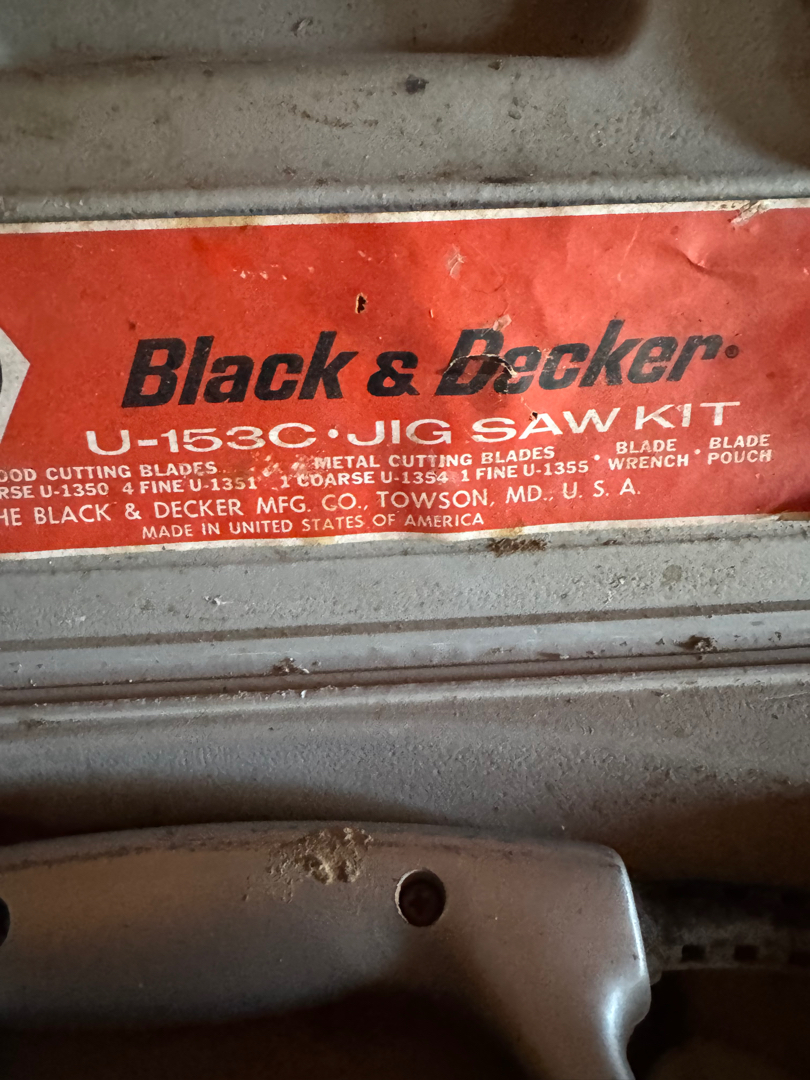 Black & Decker®
U-153C · JIG SAW KIT
OOD CUTTING BLADES METAL CUTTING BLADES · BLADE WRENCH · BLADE POUCH
RSE U-1350 4 FINE U-1351 1 COARSE U-1354 1 FINE U-1355
HE BLACK & DECKER MFG. CO., TOWSON, MD., U. S. A.
MADE IN UNITED STATES OF AMERICA